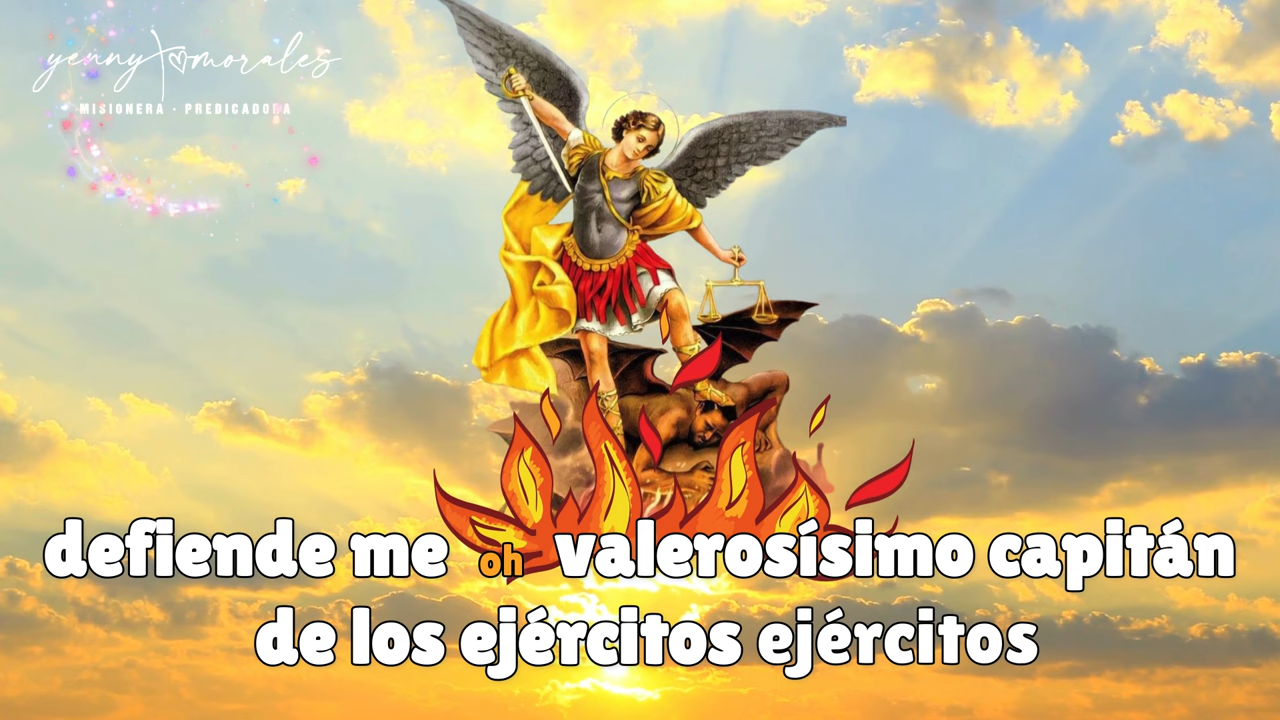 yenny morales
MISIONERA · PREDICADORA
defiende me oh valerosísimo capitán
de los ejércitos ejércitos